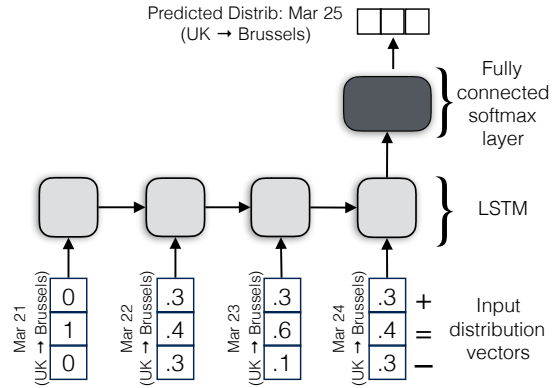 Predicted Distrib: Mar 25
(UK → Brussels)
Fully
connected
softmax
layer
LSTM
Mar 21
(UK → Brussels)
0
1
0
Mar 22
(UK → Brussels)
.3
.4
.3
Mar 23
(UK → Brussels)
.3
.6
.1
Mar 24
(UK → Brussels)
.3
.4
.3
+
=
−
Input
distribution
vectors